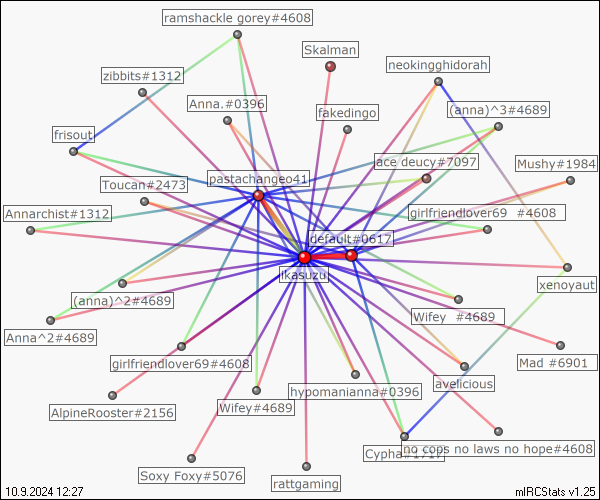 ramshackle gorey#4608
Skalman
neokingghidorah
zibbits#1312
Anna.#0396
fakedingo
(anna)^3#4689
frisout
ace deucy#7097
Mushy#1984
pastachangeo41
Toucan#2473
Annarchist#1312
girlfriendlover69 #4608
default#0617
ikasuzu
xenoyaut
(anna)^2#4689
Wifey #4689
Anna^2#4689
girlfriendlover69#4608
Mad #6901
avelicious
hypomanianna#0396
AlpineRooster#2156
Wifey#4689
Cypha#1717
no cops no laws no hope#4608
Soxy Foxy#5076
rattgaming
10.9.2024 12:27
mIRCStats v1.25